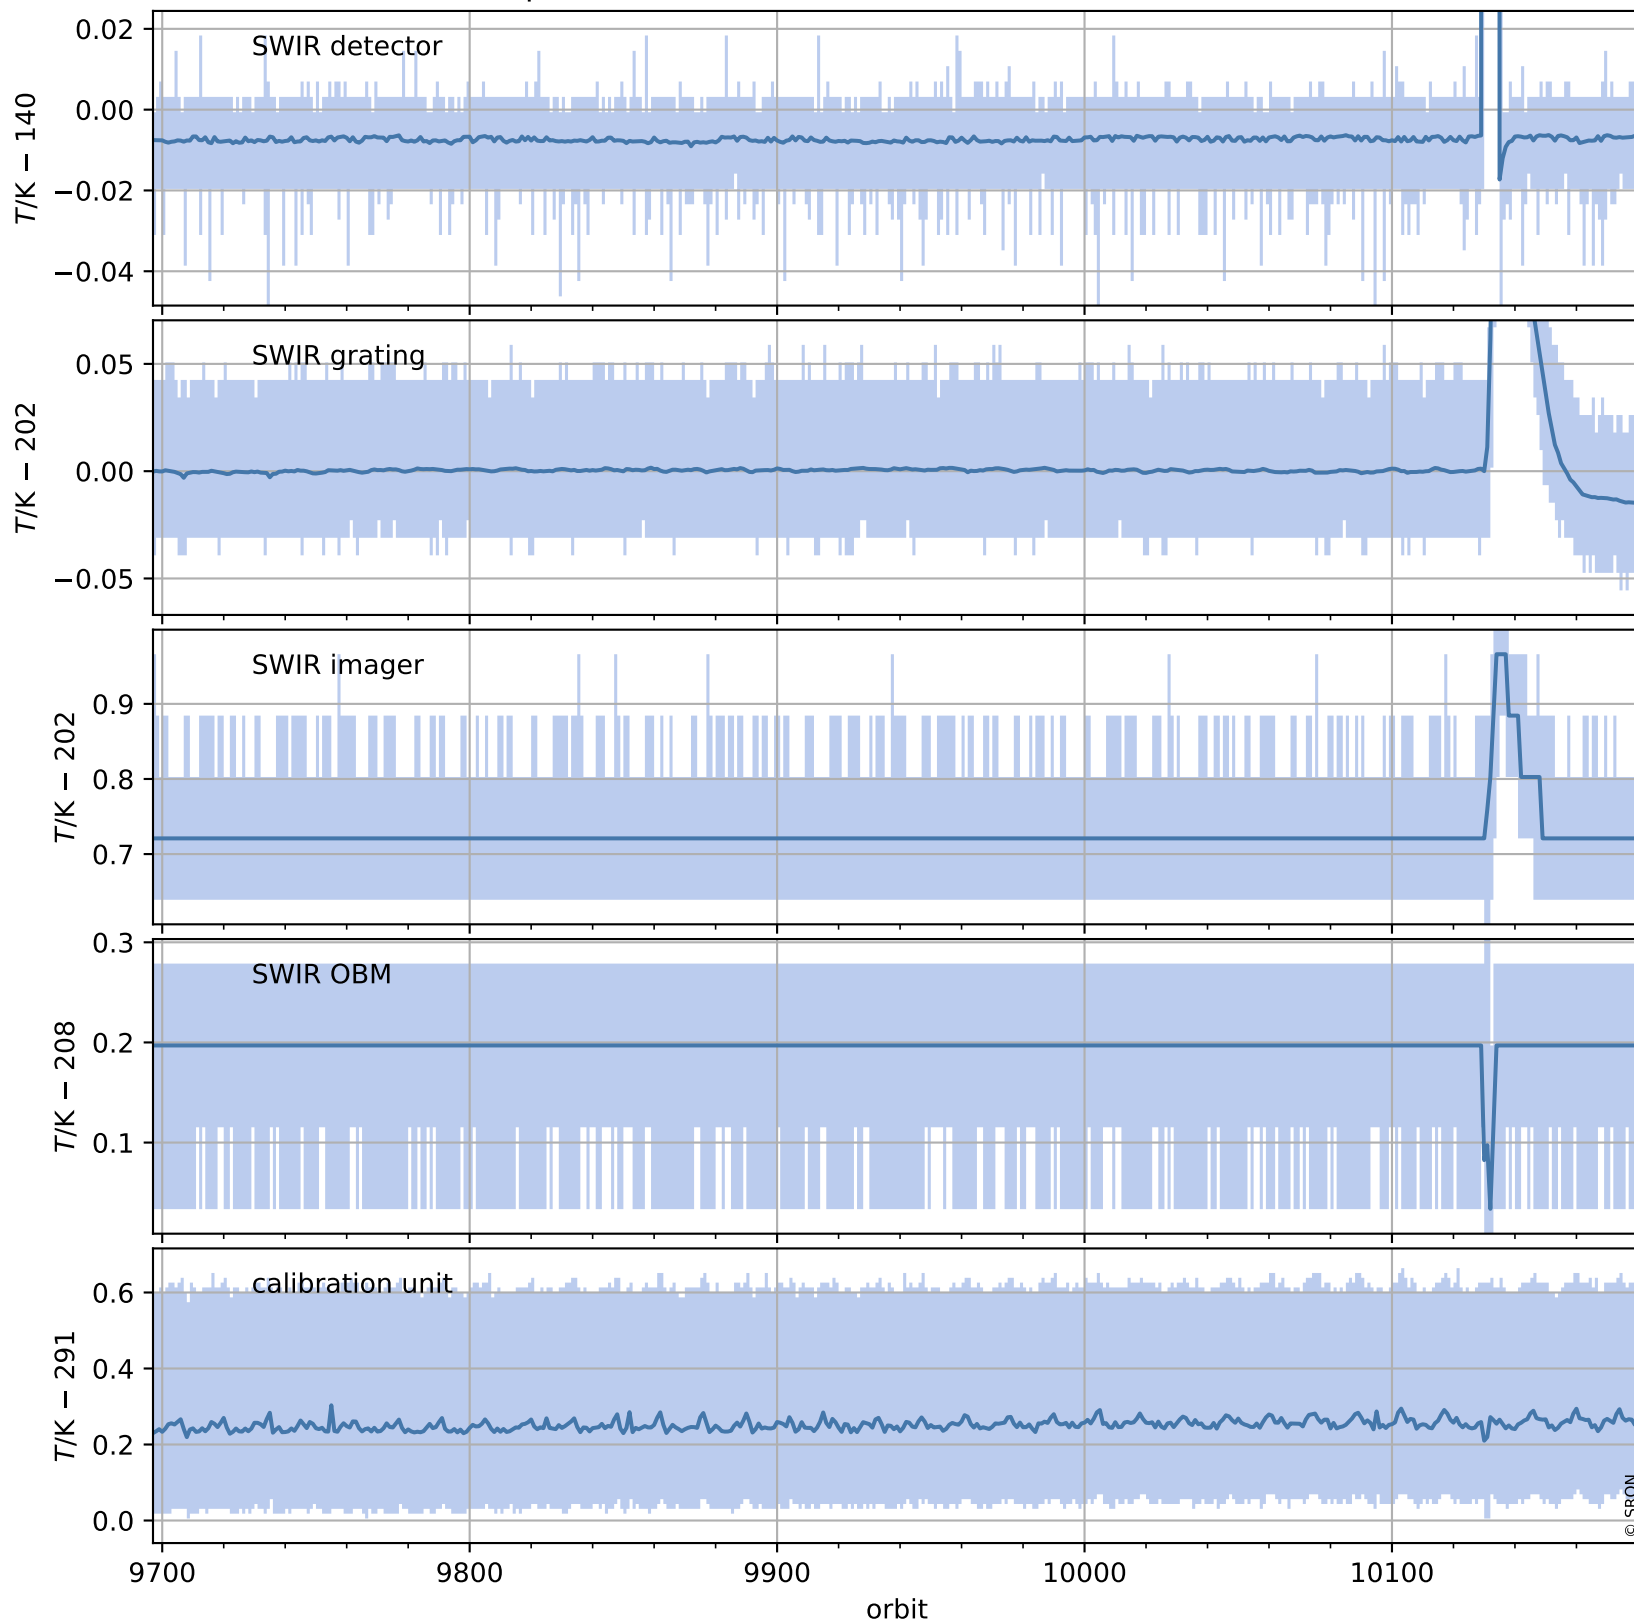 SWIR detector
0.02
0.00
−0.02
−0.04
T/K − 140
SWIR grating
0.05
0.00
−0.05
T/K − 202
SWIR imager
0.9
0.8
0.7
T/K − 202
SWIR OBM
0.3
0.2
0.1
T/K − 208
calibration unit
0.6
0.4
0.2
0.0
T/K − 291
© SRON
9700 9800 9900 10000 10100
orbit